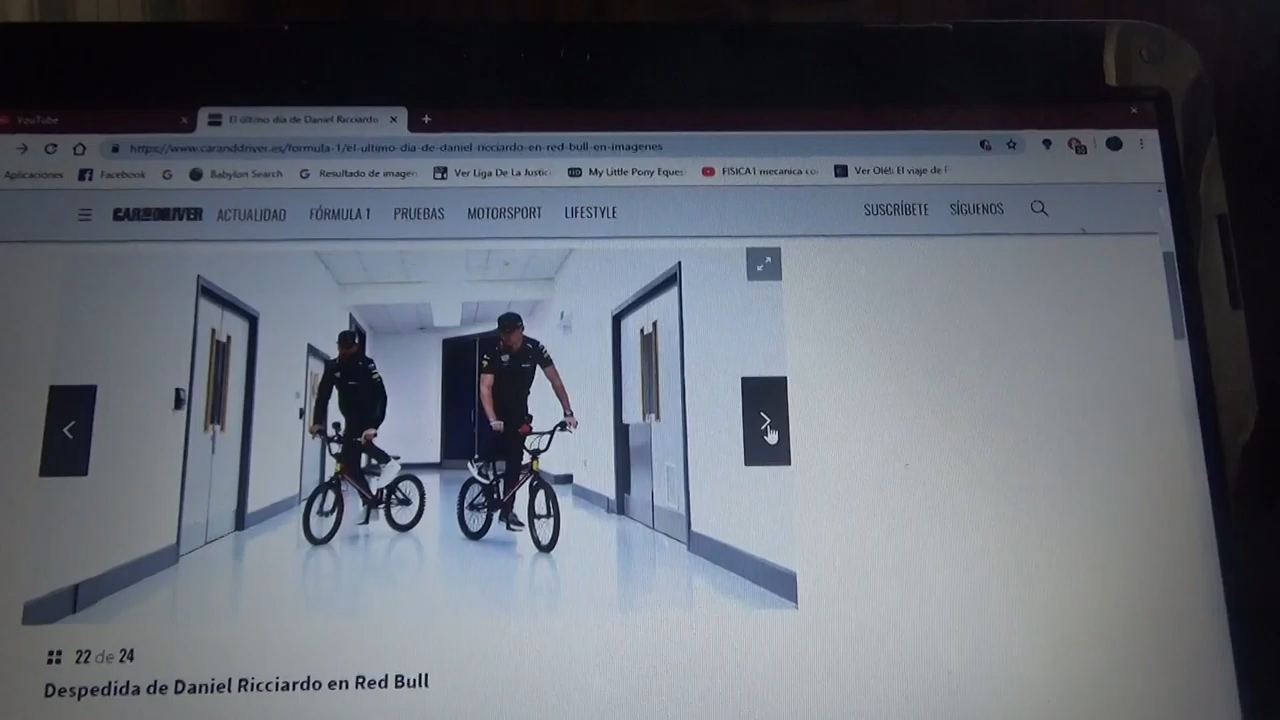 YouTube
El último día de Daniel Ricciardo
https://www.caranddriver.es/formula-1/el-ultimo-dia-de-daniel-ricciardo-en-red-bull-en-imagenes
Aplicaciones Facebook Babylon Search Resultado de imagen Ver Liga De La Justic My Little Pony Eques FISICA1 mecanica co Ver Olé!: El viaje de F
CAR AND DRIVER ACTUALIDAD FÓRMULA 1 PRUEBAS MOTORSPORT LIFESTYLE SUSCRÍBETE SÍGUENOS
22 de 24
Despedida de Daniel Ricciardo en Red Bull